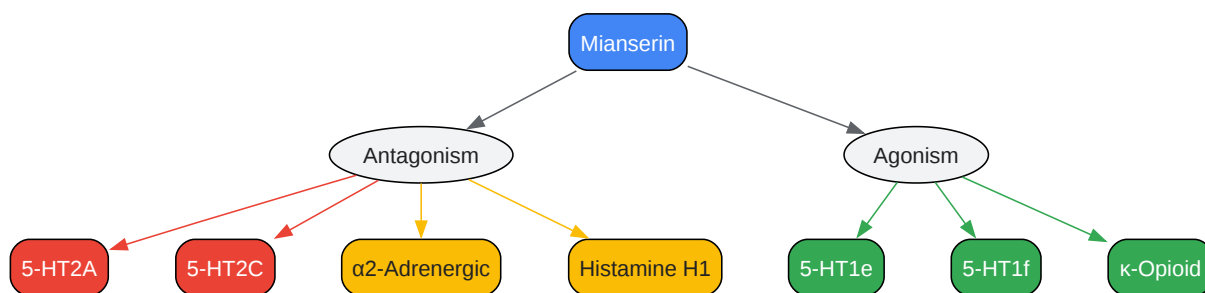 Mianserin
Antagonism
Agonism
5-HT2A
5-HT2C
α2-Adrenergic
Histamine H1
5-HT1e
5-HT1f
κ-Opioid